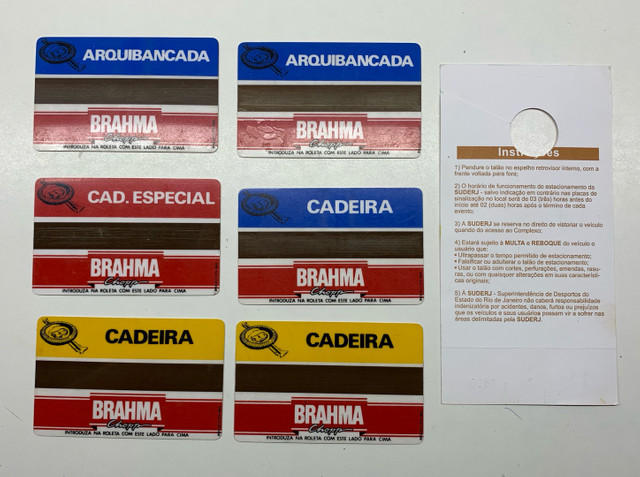 ARQUIBANCADA
BRAHMA
Chopp
INTRODUZA NA ROLETA COM ESTE LADO PARA CIMA
ARQUIBANCADA
BRAHMA
Chopp
INTRODUZA NA ROLETA COM ESTE LADO PARA CIMA
CAD. ESPECIAL
BRAHMA
Chopp
INTRODUZA NA ROLETA COM ESTE LADO PARA CIMA
CADEIRA
BRAHMA
Chopp
INTRODUZA NA ROLETA COM ESTE LADO PARA CIMA
CADEIRA
BRAHMA
Chopp
INTRODUZA NA ROLETA COM ESTE LADO PARA CIMA
CADEIRA
BRAHMA
Chopp
INTRODUZA NA ROLETA COM ESTE LADO PARA CIMA
Instruções
1) Pendure o talão no espelho retrovisor interno, com a
frente voltada para fora;
2) O horário de funcionamento do estacionamento da
SUDERJ - salvo indicação em contrário nas placas de
sinalização no local será de 03 (três) horas antes do
início até 02 (duas) horas após o término de cada
evento;
3) A SUDERJ se reserva no direito de vistoriar o veículo
quando do acesso ao Complexo;
4) Estará sujeito à MULTA e REBOQUE do veículo o
usuário que:
• Ultrapassar o tempo permitido de estacionamento;
• Falsificar ou adulterar o talão de estacionamento;
• Usar o talão com cortes, perfurações, emendas, rasu-
ras, ou com quaisquer alterações em suas característi-
cas originais;
5) A SUDERJ - Superintendência de Desportos do
Estado do Rio de Janeiro não caberá responsabilidade
indenizatória por acidentes, danos, furtos ou prejuízos
que os veículos e seus usuários possam vir a sofrer nas
áreas delimitadas pela SUDERJ.